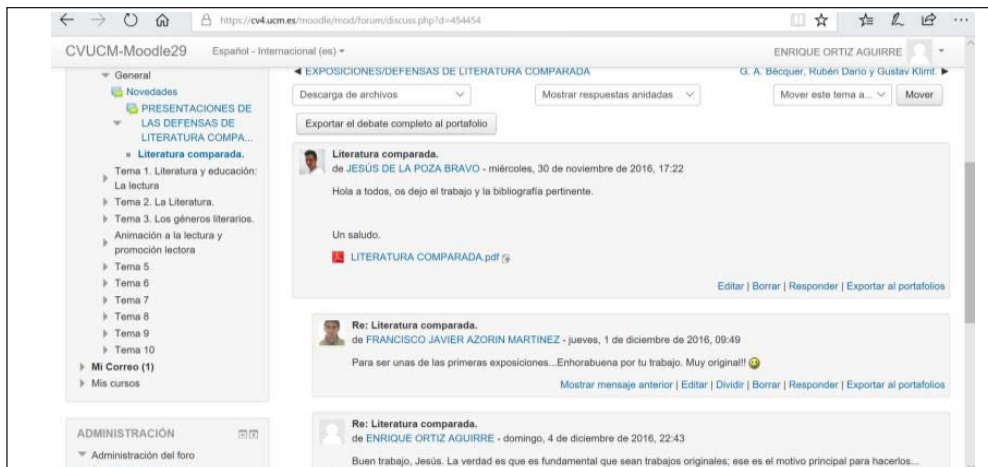 https://cv4.ucm.es/moodle/mod/forum/discuss.php?d=454454
CVUCM-Moodle29
Español - Internacional (es)
ENRIQUE ORTIZ AGUIRRE
General
Novedades
PRESENTACIONES DE
LAS DEFENSAS DE
LITERATURA COMPA...
Literatura comparada.
Tema 1. Literatura y educación:
La lectura
Tema 2. La Literatura.
Tema 3. Los géneros literarios.
Animación a la lectura y
promoción lectora
Tema 5
Tema 6
Tema 7
Tema 8
Tema 9
Tema 10
Mi Correo (1)
Mis cursos
ADMINISTRACIÓN
Administración del foro
◄ EXPOSICIONES/DEFENSAS DE LITERATURA COMPARADA
G. A. Bécquer, Rubén Darío y Gustav Klimt. ►
Descarga de archivos
Mostrar respuestas anidadas
Mover este tema a...
Mover
Exportar el debate completo al portafolio
Literatura comparada.
de JESÚS DE LA POZA BRAVO - miércoles, 30 de noviembre de 2016, 17:22
Hola a todos, os dejo el trabajo y la bibliografía pertinente.
Un saludo.
LITERATURA COMPARADA.pdf
Editar | Borrar | Responder | Exportar al portafolios
Re: Literatura comparada.
de FRANCISCO JAVIER AZORIN MARTINEZ - jueves, 1 de diciembre de 2016, 09:49
Para ser unas de las primeras exposiciones...Enhorabuena por tu trabajo. Muy original!!
Mostrar mensaje anterior | Editar | Dividir | Borrar | Responder | Exportar al portafolios
Re: Literatura comparada.
de ENRIQUE ORTIZ AGUIRRE - domingo, 4 de diciembre de 2016, 22:43
Buen trabajo, Jesús. La verdad es que es fundamental que sean trabajos originales; ese es el motivo principal para hacerlos...